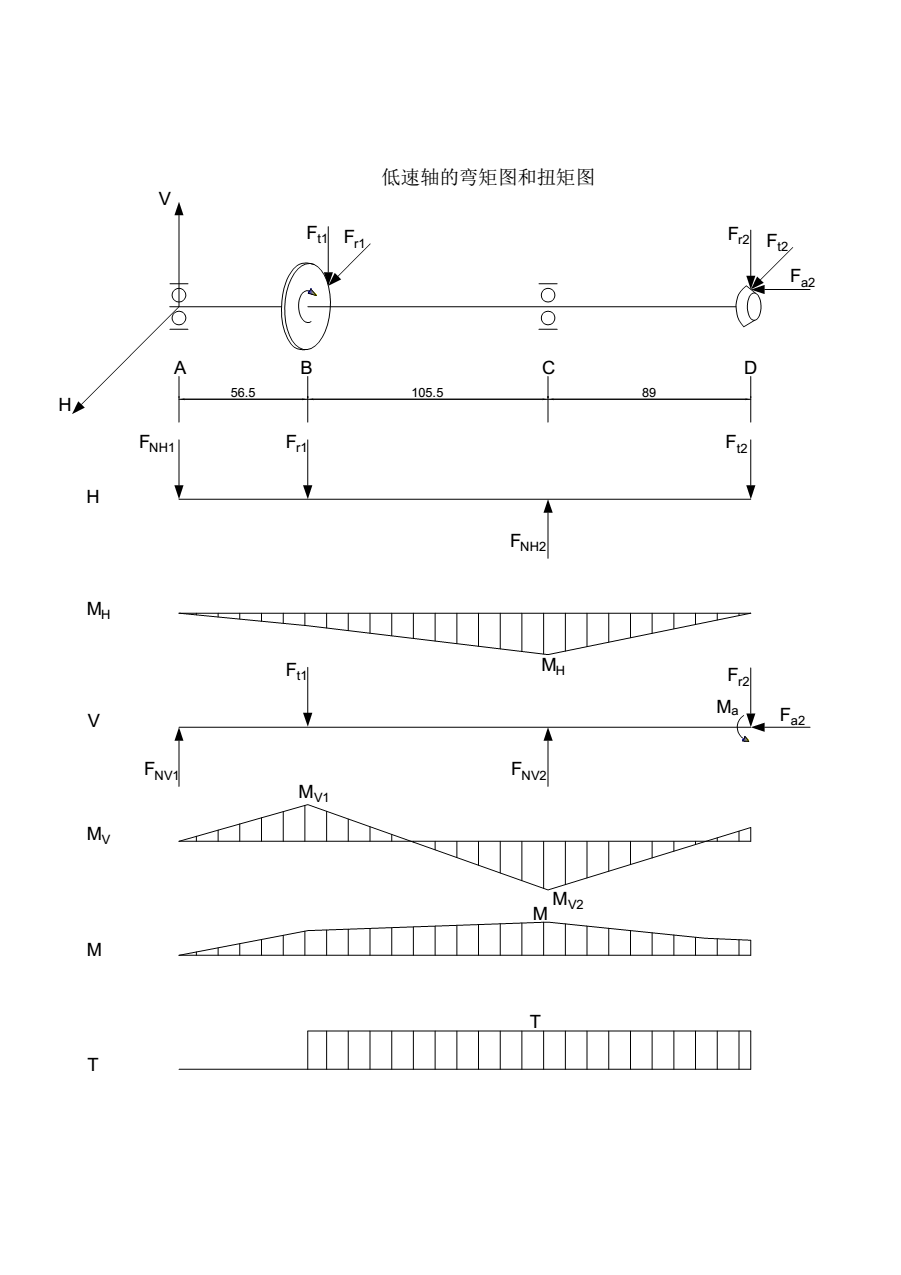 低速轴的弯矩图和扭矩图
V
Ft1 Fr1 Fr2 Ft2
Fa2
A B C D
56.5 105.5 89
H
FNH1 Fr1 Ft2
H
FNH2
MH
MH
Ft1 Fr2
V Ma Fa2
FNV1 FNV2
MV1
MV
MV2
M
M
T
T